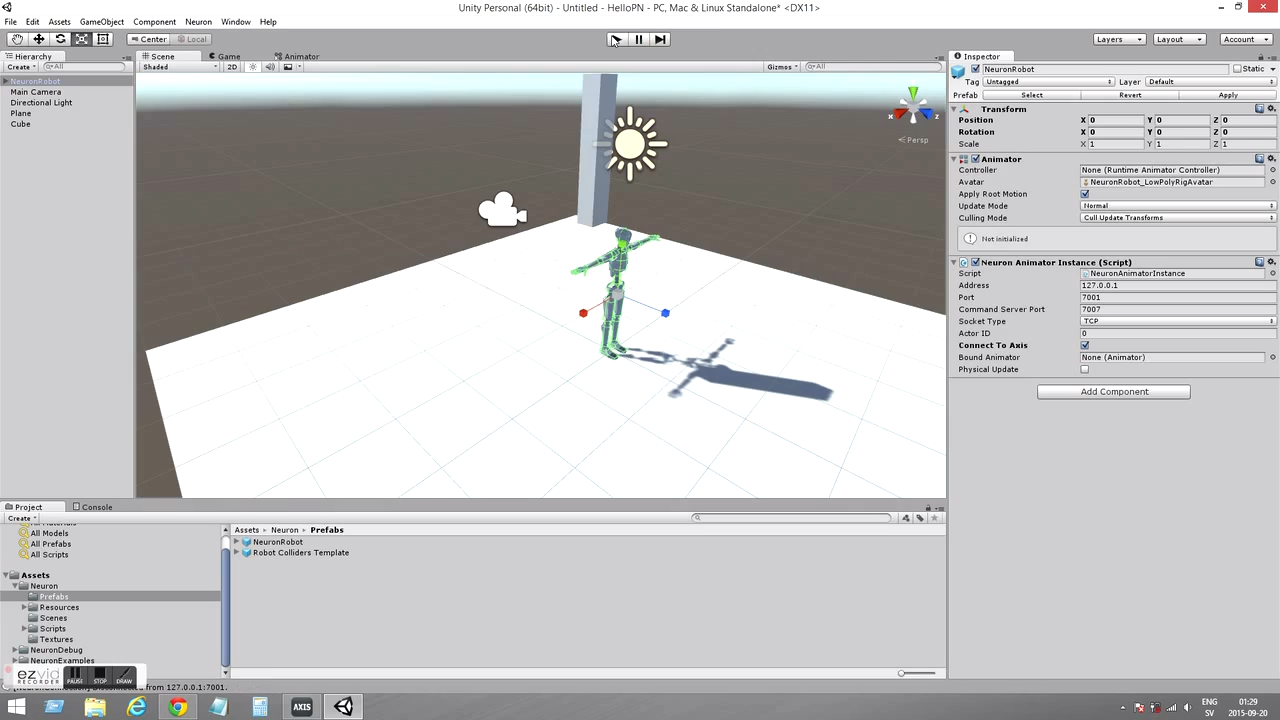 Unity Personal (64bit) - Untitled - HelloPN - PC, Mac & Linux Standalone* <DX11>
File Edit Assets GameObject Component Neuron Window Help
Center Local Layers Layout Account
Hierarchy Scene Game Animator Inspector
Create All Shaded 2D Gizmos All NeuronRobot Static
NeuronRobot
Main Camera
Directional Light
Plane
Cube
x z
Persp
Tag Untagged Layer Default
Prefab Select Revert Apply
Transform
Position X 0 Y 0 Z 0
Rotation X 0 Y 0 Z 0
Scale X 1 Y 1 Z 1
Animator
Controller None (Runtime Animator Controller)
Avatar NeuronRobot_LowPolyRigAvatar
Apply Root Motion
Update Mode Normal
Culling Mode Cull Update Transforms
Not initialized
Neuron Animator Instance (Script)
Script NeuronAnimatorInstance
Address 127.0.0.1
Port 7001
Command Server Port 7007
Socket Type TCP
Actor ID 0
Connect To Axis
Bound Animator None (Animator)
Physical Update
Add Component
Project Console
Create
All Materials
All Models
All Prefabs
All Scripts
Assets
Neuron
Prefabs
Resources
Scenes
Scripts
Textures
NeuronDebug
NeuronExamples
Assets Neuron Prefabs
NeuronRobot
Robot Colliders Template
ezvid
RECORDER
PAUSE STOP DRAW
from 127.0.0.1:7001.
AXIS
ENG 01:29
SV 2015-09-20